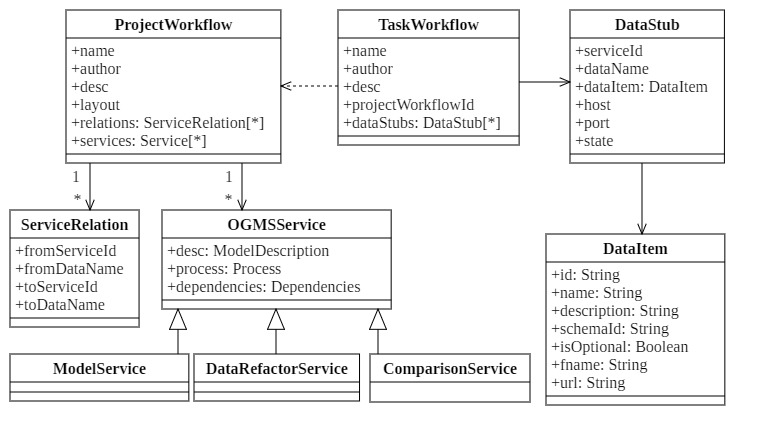 ProjectWorkflow
+name
+author
+desc
+layout
+relations: ServiceRelation[*]
+services: Service[*]
TaskWorkflow
+name
+author
+desc
+projectWorkflowId
+dataStubs: DataStub[*]
DataStub
+serviceId
+dataName
+dataItem: DataItem
+host
+port
+state
1
*
1
*
ServiceRelation
+fromServiceId
+fromDataName
+toServiceId
+toDataName
OGMSService
+desc: ModelDescription
+process: Process
+dependencies: Dependencies
DataItem
+id: String
+name: String
+description: String
+schemaId: String
+isOptional: Boolean
+fname: String
+url: String
ModelService
DataRefactorService
ComparisonService